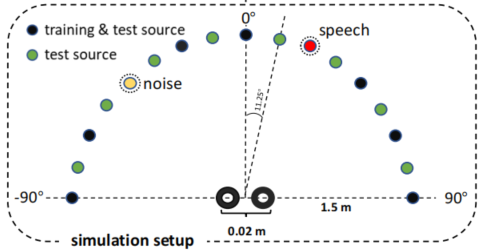 0°
speech
training & test source
test source
noise
11.25°
-90°
90°
1.5 m
0.02 m
simulation setup